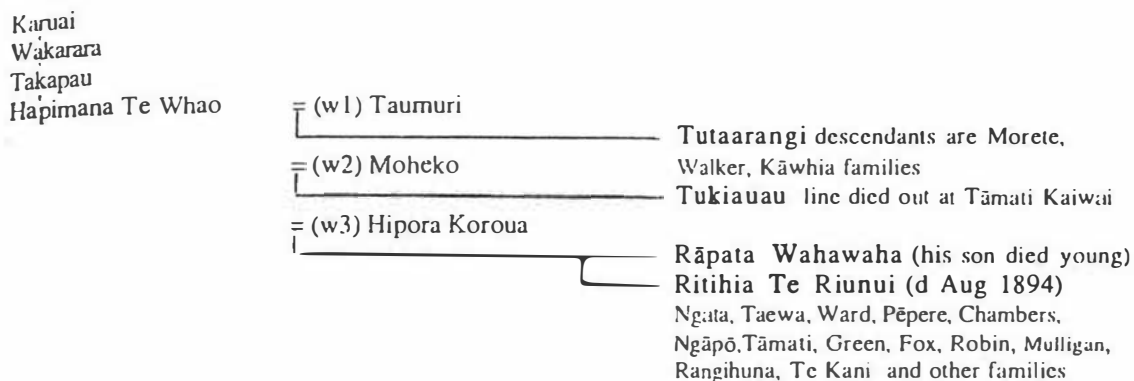 Karuai
Wakarara
Takapau
Hapimana Te Whao = (w1) Taumuri
Tutaarangi descendants are Morete,
Walker, Kāwhia families
= (w2) Moheko
Tukiauau line died out at Tāmati Kaiwai
= (w3) Hipora Koroua
Rāpata Wahawaha (his son died young)
Ritihia Te Riunui (d Aug 1894)
Ngata, Taewa, Ward, Pēpere, Chambers,
Ngāpō,Tāmati, Green, Fox, Robin, Mulligan,
Rangihuna, Te Kani and other families